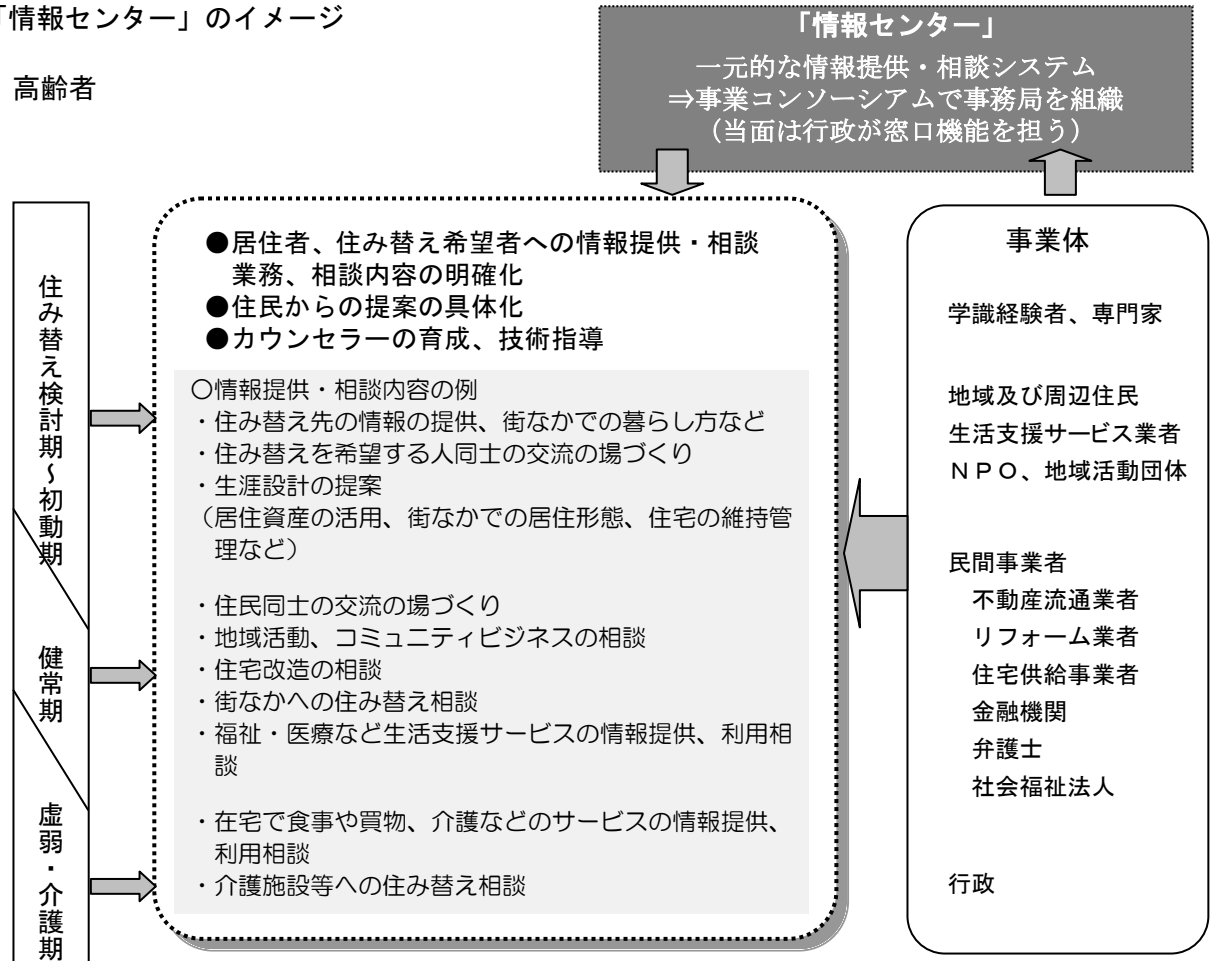 「情報センター」のイメージ
高齢者
「情報センター」
一元的な情報提供・相談システム
⇒事業コンソーシアムで事務局を組織
（当面は行政が窓口機能を担う）
住み替え検討期～初動期
健常期
虚弱・介護期
●居住者、住み替え希望者への情報提供・相談
業務、相談内容の明確化
●住民からの提案の具体化
●カウンセラーの育成、技術指導
〇情報提供・相談内容の例
・住み替え先の情報の提供、街なかでの暮らし方など
・住み替えを希望する人同士の交流の場づくり
・生涯設計の提案
（居住資産の活用、街なかでの居住形態、住宅の維持管
理など）
・住民同士の交流の場づくり
・地域活動、コミュニティビジネスの相談
・住宅改造の相談
・街なかへの住み替え相談
・福祉・医療など生活支援サービスの情報提供、利用相
談
・在宅で食事や買物、介護などのサービスの情報提供、
利用相談
・介護施設等への住み替え相談
事業体
学識経験者、専門家
地域及び周辺住民
生活支援サービス業者
ＮＰＯ、地域活動団体
民間事業者
不動産流通業者
リフォーム業者
住宅供給事業者
金融機関
弁護士
社会福祉法人
行政